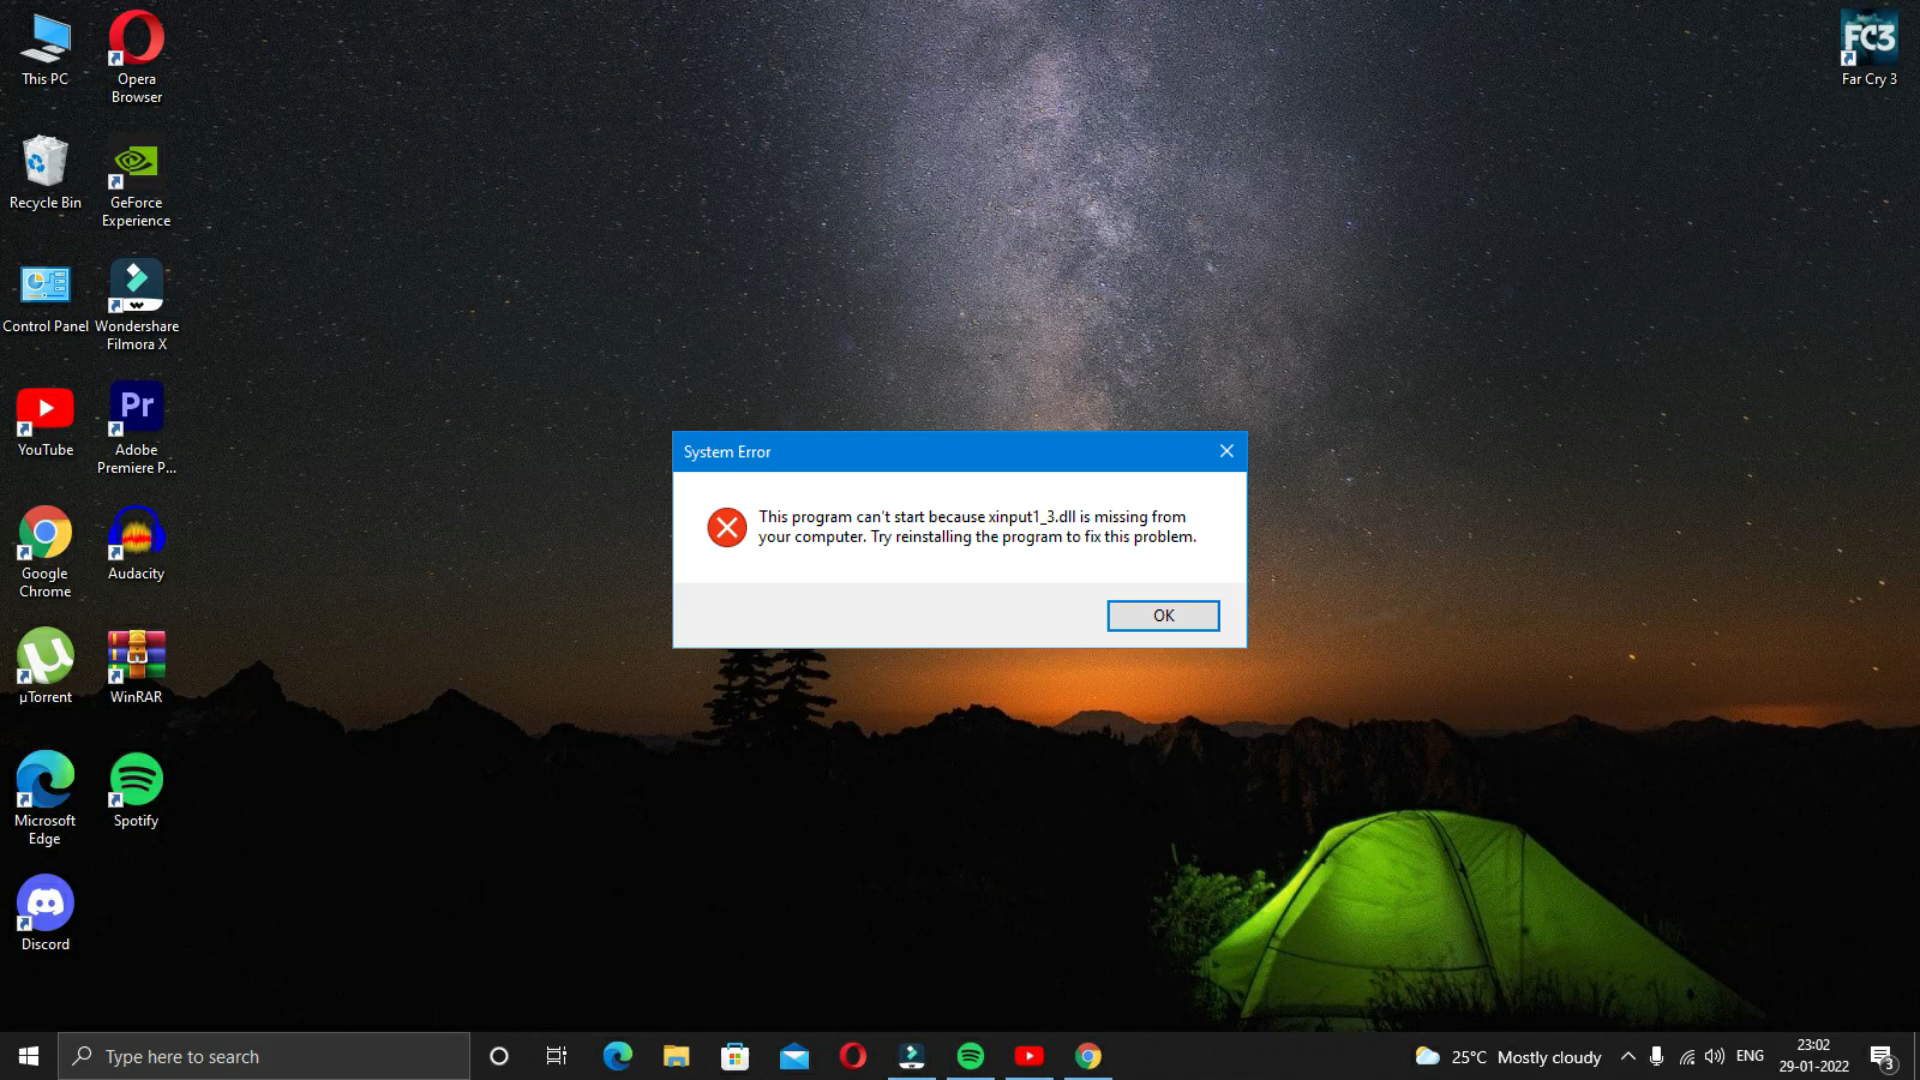 This PC
Opera
Browser
FC3
Far Cry 3
Recycle Bin
GeForce
Experience
Control Panel
Wondershare
Filmora X
YouTube
Pr
Adobe
Premiere P...
Google
Chrome
Audacity
µTorrent
WinRAR
Microsoft
Edge
Spotify
Discord
System Error
This program can't start because xinput1_3.dll is missing from
your computer. Try reinstalling the program to fix this problem.
OK
Type here to search
25°C Mostly cloudy
ENG
23:02
29-01-2022
3